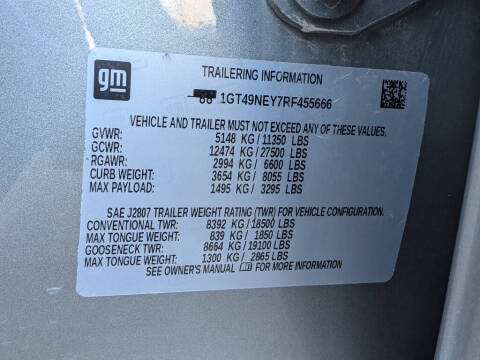 gm
TRAILERING INFORMATION
88 1GT49NEY7RF455666
VEHICLE AND TRAILER MUST NOT EXCEED ANY OF THESE VALUES.
GVWR: 5148 KG/11350 LBS
GCWR: 12474 KG/27500 LBS
RGAWR: 2994 KG/ 6600 LBS
CURB WEIGHT: 3654 KG/ 8055 LBS
MAX PAYLOAD: 1495 KG/ 3295 LBS
SAE J2807 TRAILER WEIGHT RATING (TWR) FOR VEHICLE CONFIGURATION.
CONVENTIONAL TWR: 8392 KG/18500 LBS
MAX TONGUE WEIGHT: 839 KG/ 1850 LBS
GOOSENECK TWR: 8664 KG/19100 LBS
MAX TONGUE WEIGHT: 1300 KG/ 2865 LBS
SEE OWNER'S MANUAL FOR MORE INFORMATION